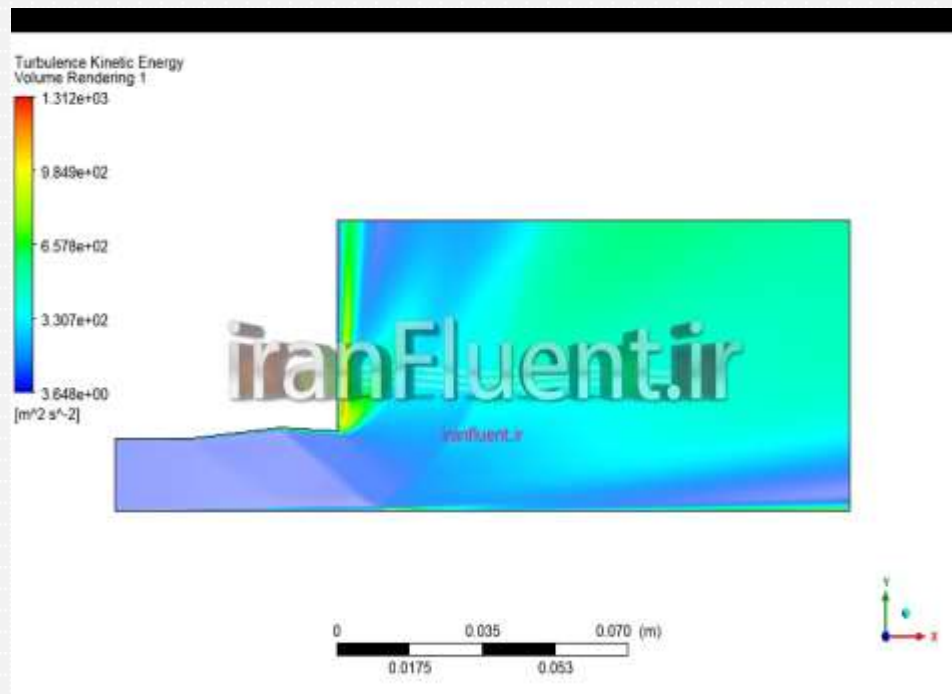 Turbulence Kinetic Energy
Volume Rendering 1
1.312e+03
9.849e+02
6.578e+02
3.307e+02
3.648e+00
[m^2 s^-2]
iranFluent.ir
iranfluent.ir
0 0.035 0.070 (m)
0.0175 0.053
Y
X